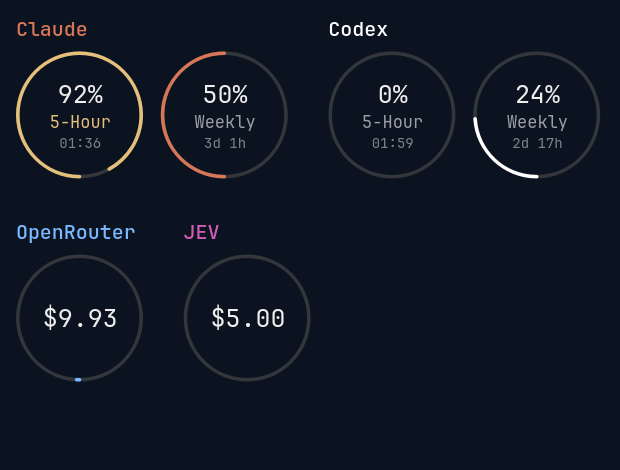 Claude
92%
5-Hour
01:36
50%
Weekly
3d 1h
Codex
0%
5-Hour
01:59
24%
Weekly
2d 17h
OpenRouter
$9.93
JEV
$5.00